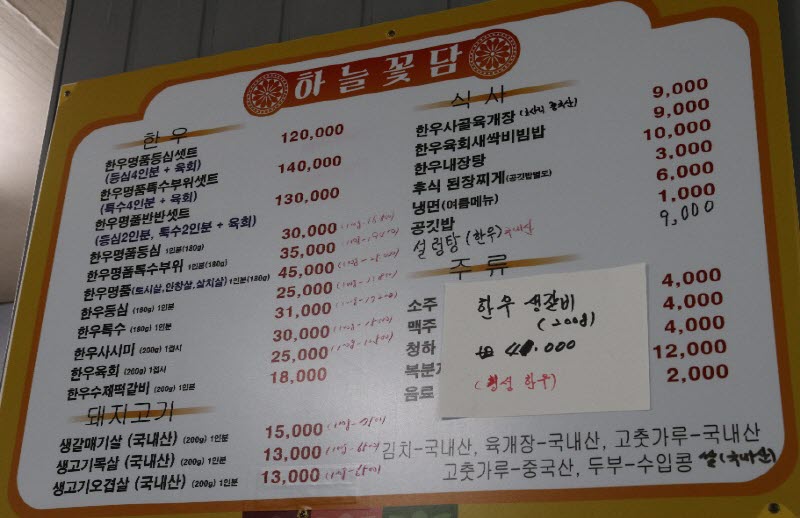 하늘꽃담
한우
한우명품등심셋트 120,000
(등심4인분 + 육회)
한우명품특수부위셋트 140,000
(특수4인분 + 육회)
한우명품반반셋트 130,000
(등심2인분, 특수2인분 + 육회)
한우명품등심 1인분(180g) 30,000
한우명품특수부위 1인분(180g) 35,000
한우명품(토시살,안창살,살치살) 1인분(180g) 45,000
한우등심 (180g) 1인분 25,000
한우특수 (180g) 1인분 31,000
한우사시미 (200g) 1접시 30,000
한우육회 (200g) 1접시 25,000
한우수제떡갈비 (200g) 1인분 18,000
돼지고기
생갈매기살 (국내산) (200g) 1인분 15,000
생고기목살 (국내산) (200g) 1인분 13,000
생고기오겹살 (국내산) (200g) 1인분 13,000
식사
한우사골육개장 9,000
한우육회새싹비빔밥 9,000
한우내장탕 10,000
후식 된장찌게(공깃밥별도) 3,000
냉면(여름메뉴) 6,000
공깃밥 1,000
설렁탕(한우) 국내산 9,000
주류
소주 4,000
맥주 4,000
청하 4,000
복분자 12,000
음료 2,000
한우 생갈비
(200g)
(횡성 한우)
김치-국내산, 육개장-국내산, 고춧가루-국내산
고춧가루-중국산, 두부-수입콩 쌀(국내산)